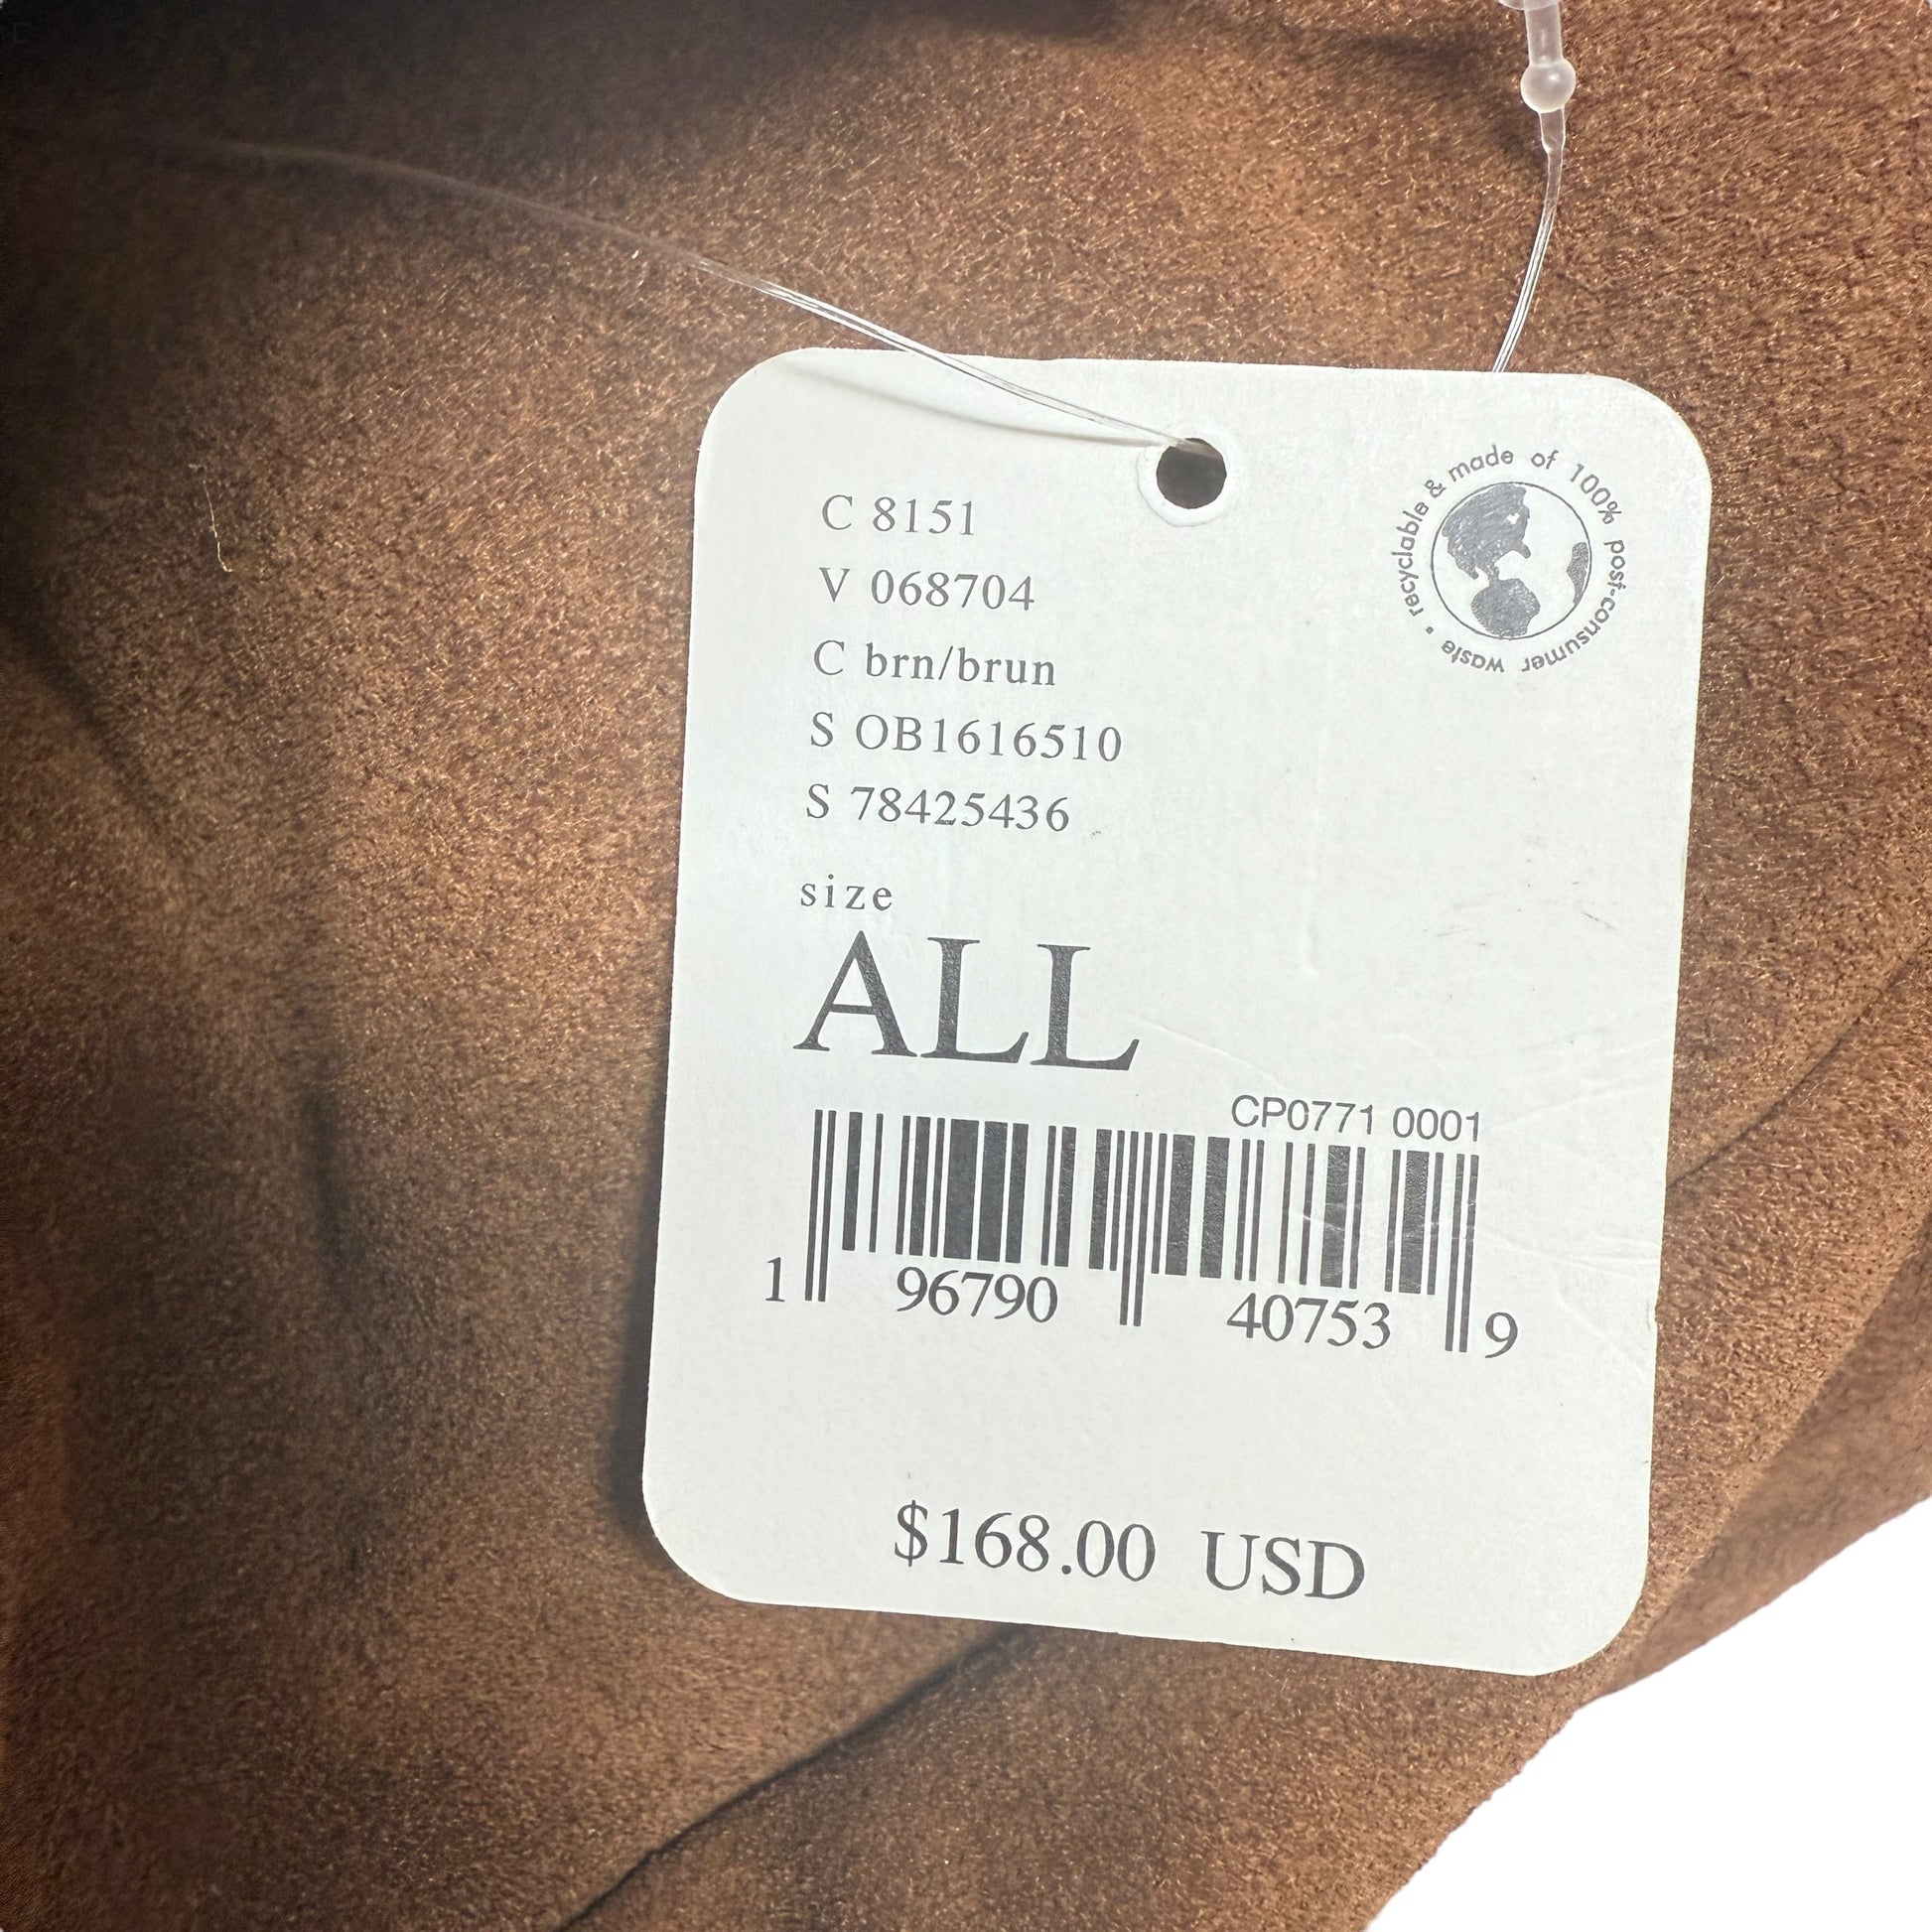 recyclable & made of 100% post-consumer waste •
C 8151
V 068704
C brn/brun
S OB1616510
S 78425436
size
ALL
CP0771 0001
1 96790 40753 9
$168.00 USD